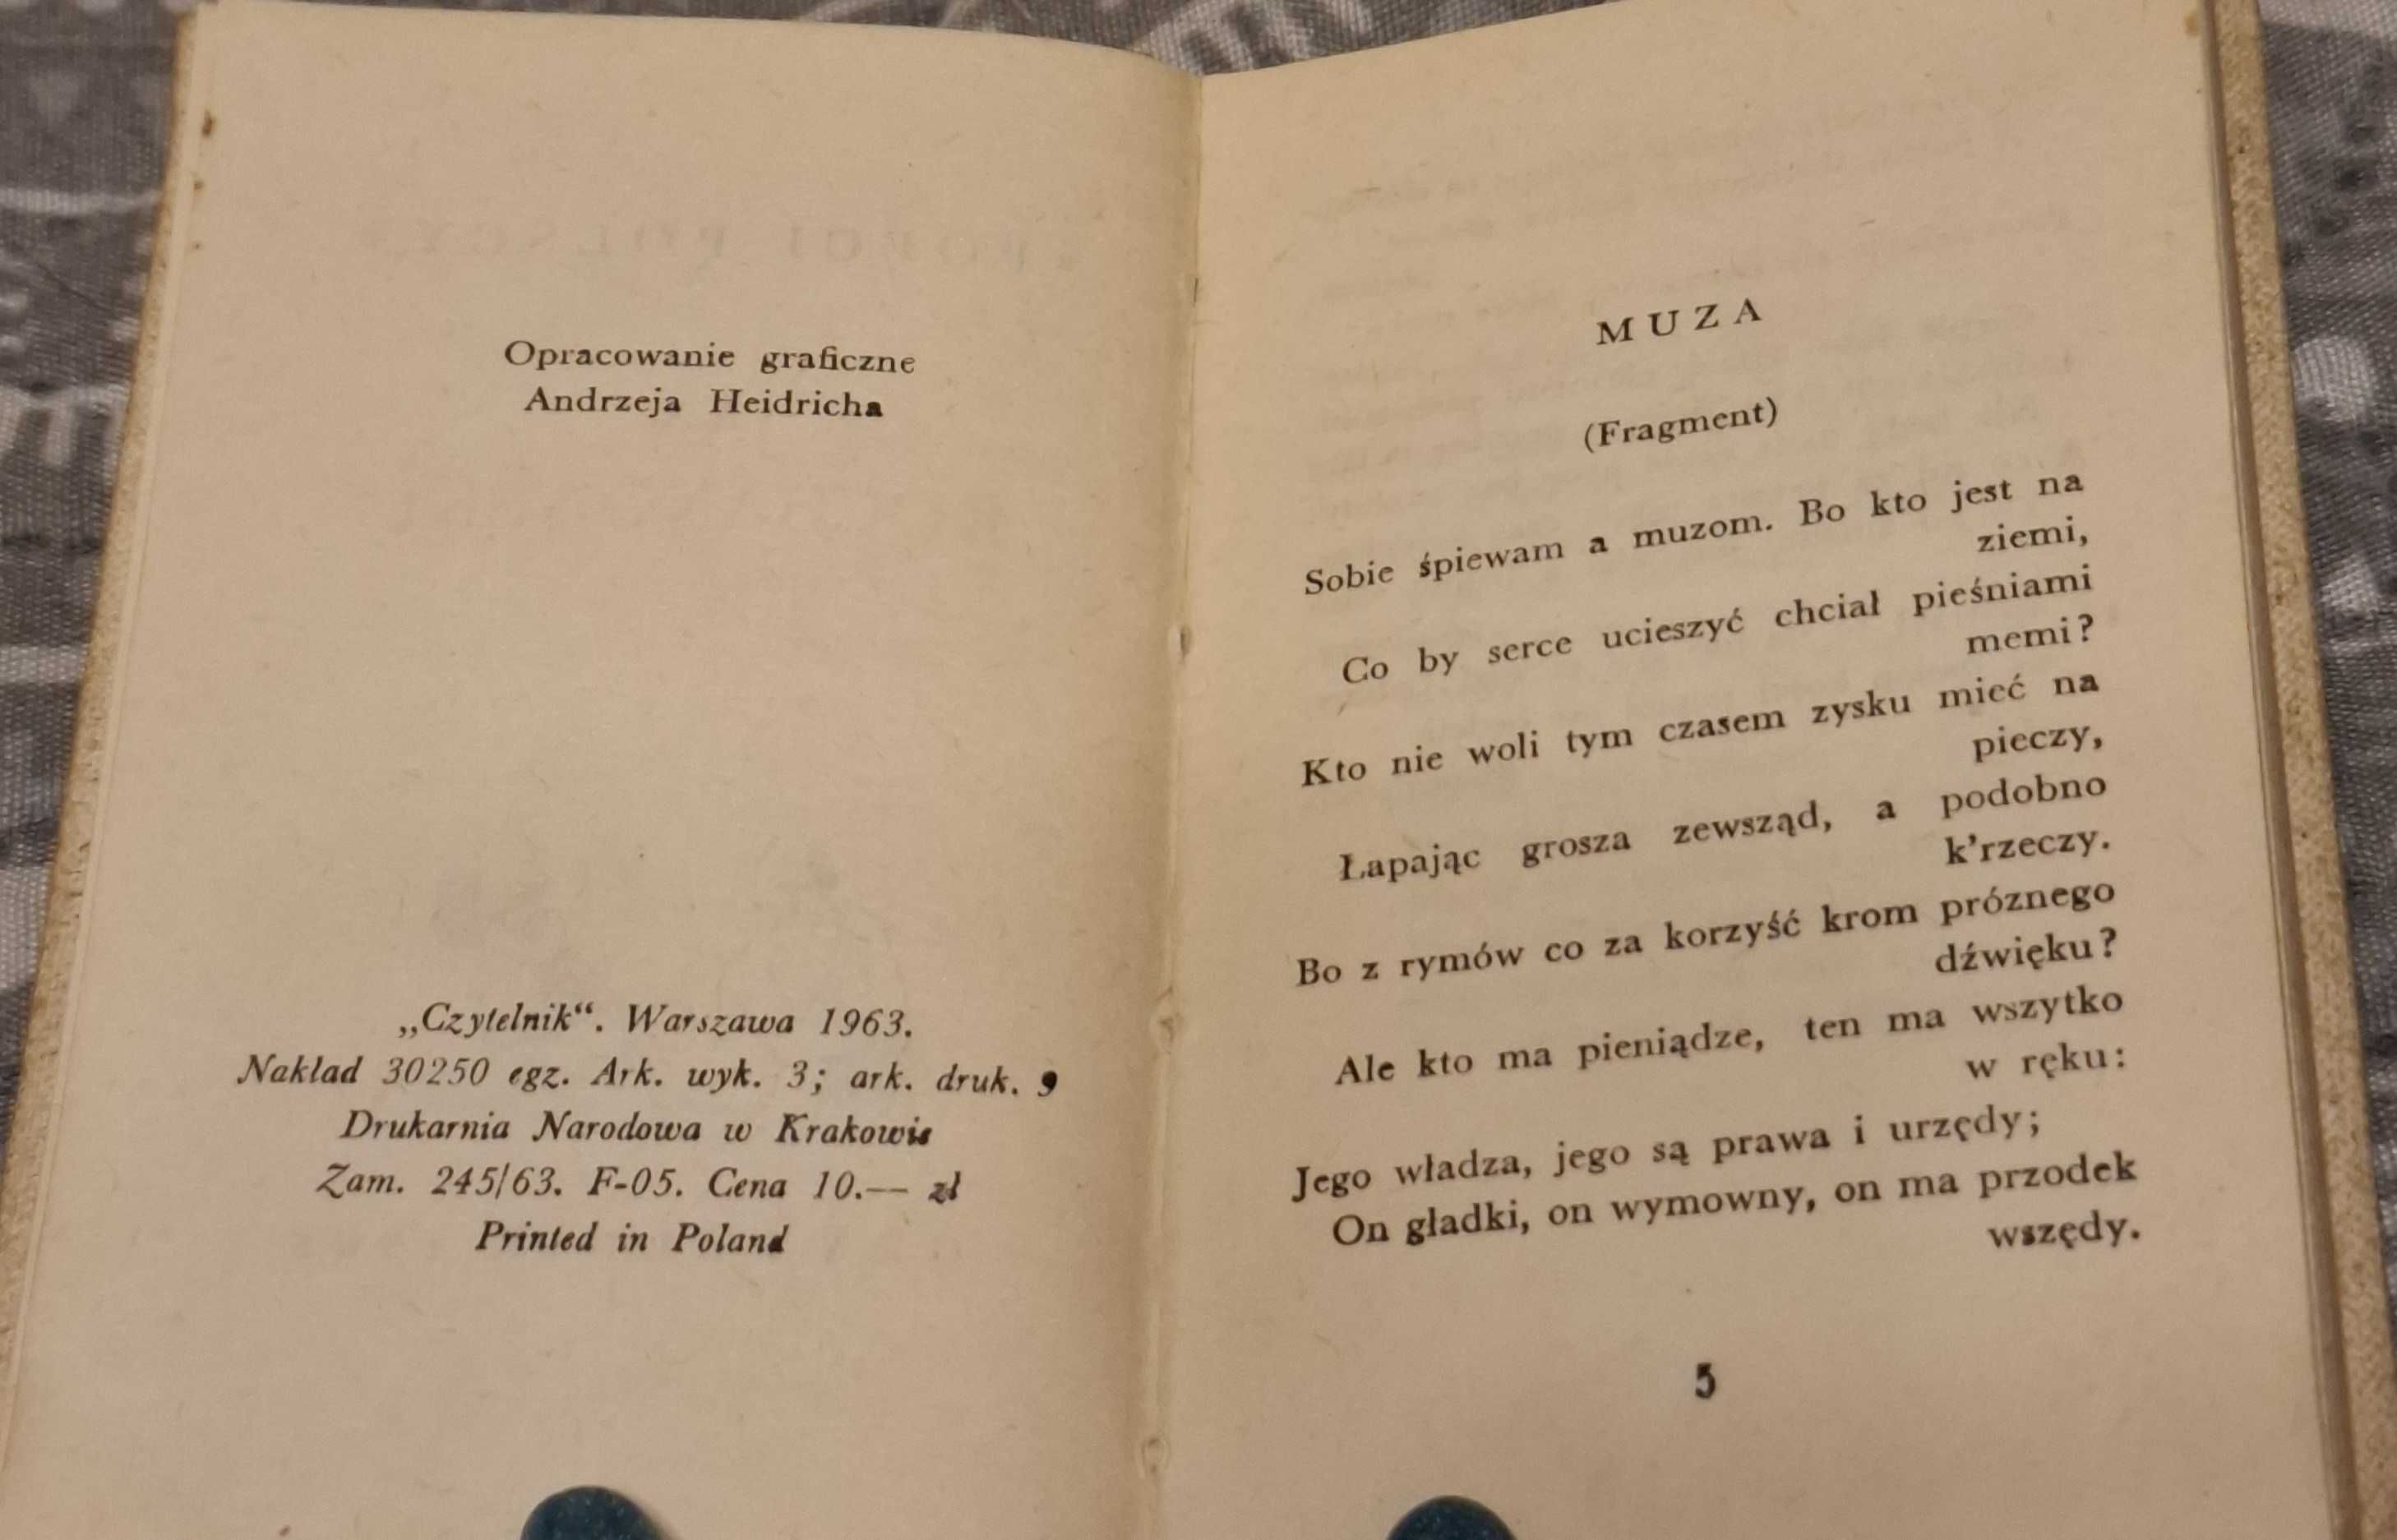 Opracowanie graficzne
Andrzeja Heidricha
„Czytelnik“. Warszawa 1963.
Nakład 30250 egz. Ark. wyk. 3; ark. druk. 9
Drukarnia Narodowa w Krakowie
Zam. 245/63. F-05. Cena 10.— zł
Printed in Poland
MUZA
(Fragment)
Sobie śpiewam a muzom. Bo kto jest na
ziemi,
Co by serce ucieszyć chciał pieśniami
memi?
Kto nie woli tym czasem zysku mieć na
pieczy,
Łapając grosza zewsząd, a podobno
k’rzeczy.
Bo z rymów co za korzyść krom próznego
dźwięku?
Ale kto ma pieniądze, ten ma wszytko
w ręku:
Jego władza, jego są prawa i urzędy;
On gładki, on wymowny, on ma przodek
wszędy.
5